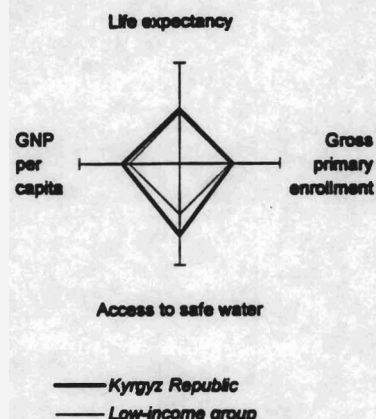 Life expectancy
GNP
per
capita
Gross
primary
enrollment
Access to safe water
Kyrgyz Republic
Low-income group